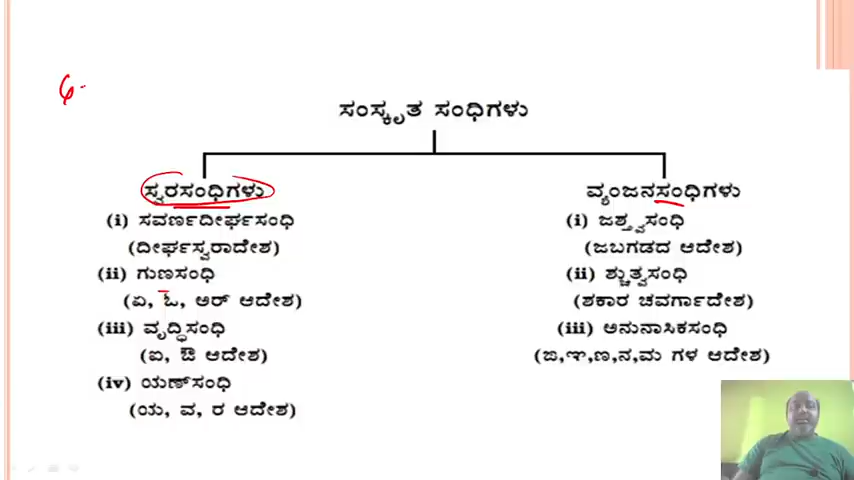 6.
ಸಂಸ್ಕೃತ ಸಂಧಿಗಳು
ಸ್ವರಸಂಧಿಗಳು
(i) ಸವರ್ಣದೀರ್ಘಸಂಧಿ
(ದೀರ್ಘಸ್ವರಾದೇಶ)
(ii) ಗುಣಸಂಧಿ
(ಏ, ಓ, ಅರ್ ಆದೇಶ)
(iii) ವೃದ್ಧಿಸಂಧಿ
(ಐ, ಔ ಆದೇಶ)
(iv) ಯಣ್‌ಸಂಧಿ
(ಯ, ವ, ರ ಆದೇಶ)
ವ್ಯಂಜನಸಂಧಿಗಳು
(i) ಜಶ್ತ್ವಸಂಧಿ
(ಜಬಗಡದ ಆದೇಶ)
(ii) ಶ್ಚುತ್ವಸಂಧಿ
(ಶಕಾರ ಚವರ್ಗಾದೇಶ)
(iii) ಅನುನಾಸಿಕಸಂಧಿ
(ಙ,ಞ,ಣ,ನ,ಮ ಗಳ ಆದೇಶ)